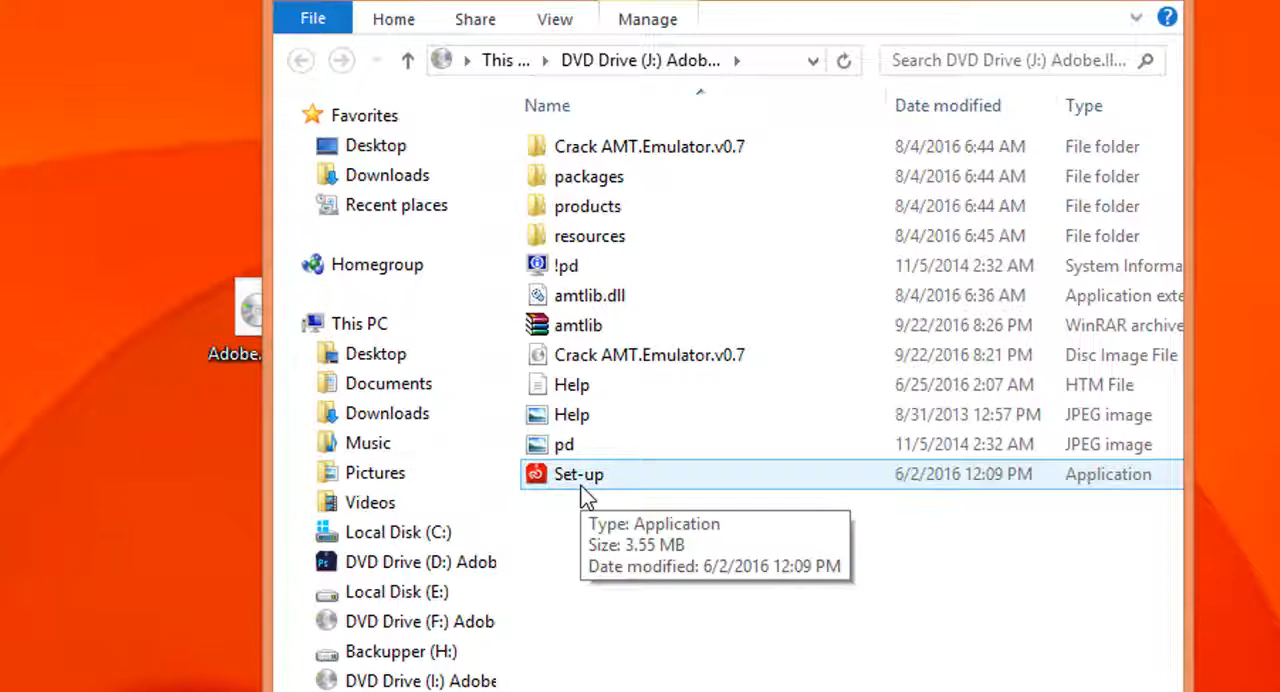 File Home Share View Manage
This ... DVD Drive (J:) Adob... Search DVD Drive (J:) Adobe.Il...
Name Date modified Type
Favorites
Desktop
Downloads
Recent places
Homegroup
This PC
Desktop
Documents
Downloads
Music
Pictures
Videos
Local Disk (C:)
DVD Drive (D:) Adob
Local Disk (E:)
DVD Drive (F:) Adob
Backupper (H:)
DVD Drive (I:) Adobe
Crack AMT.Emulator.v0.7 8/4/2016 6:44 AM File folder
packages 8/4/2016 6:44 AM File folder
products 8/4/2016 6:44 AM File folder
resources 8/4/2016 6:45 AM File folder
!pd 11/5/2014 2:32 AM System Informa
amtlib.dll 8/4/2016 6:36 AM Application exte
amtlib 9/22/2016 8:26 PM WinRAR archive
Crack AMT.Emulator.v0.7 9/22/2016 8:21 PM Disc Image File
Help 6/25/2016 2:07 AM HTM File
Help 8/31/2013 12:57 PM JPEG image
pd 11/5/2014 2:32 AM JPEG image
Set-up 6/2/2016 12:09 PM Application
Type: Application
Size: 3.55 MB
Date modified: 6/2/2016 12:09 PM
Adobe.
Ps